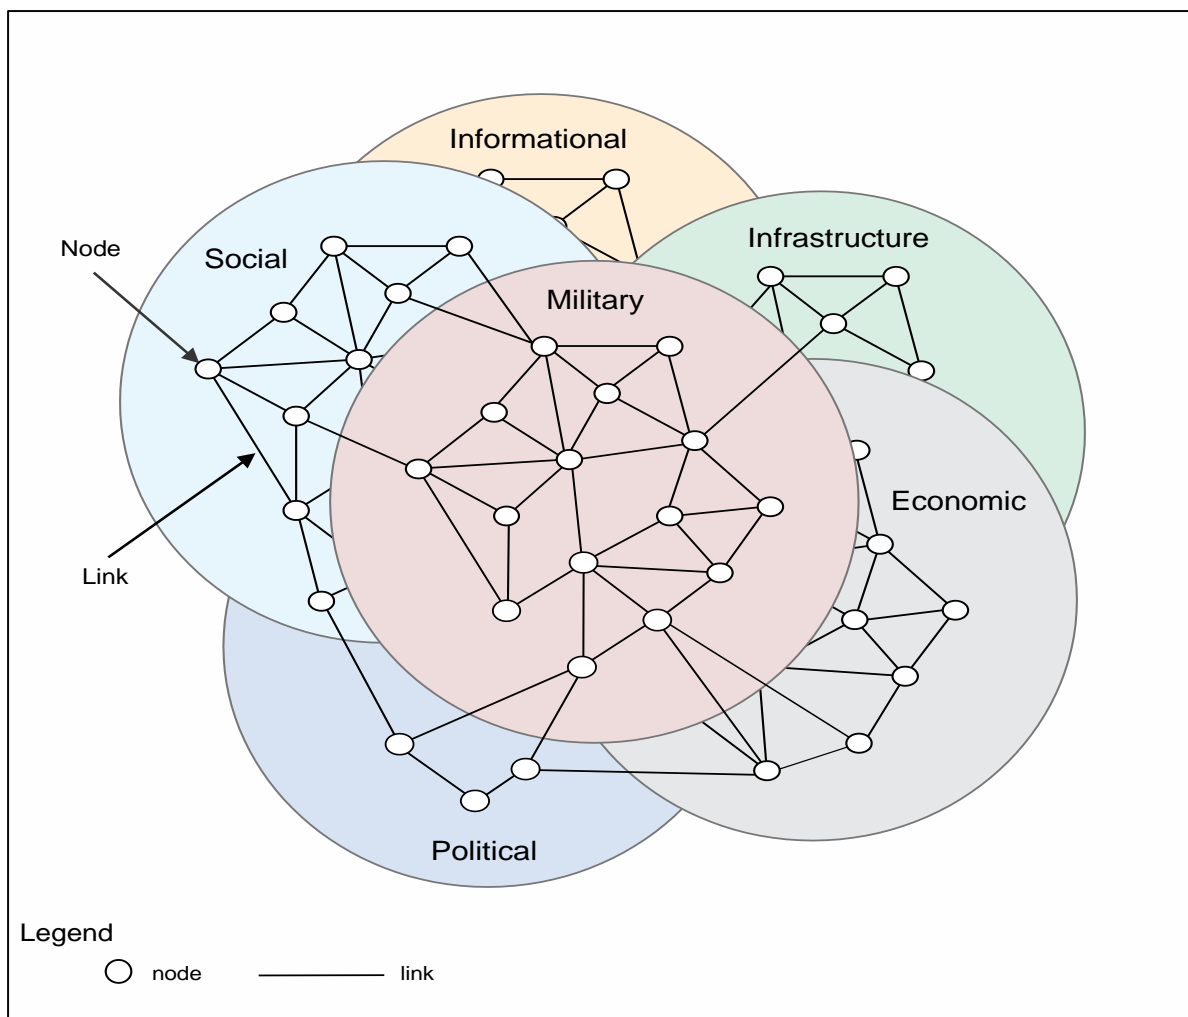 Informational
Infrastructure
Node
Social
Military
Economic
Link
Political
Legend
node
link